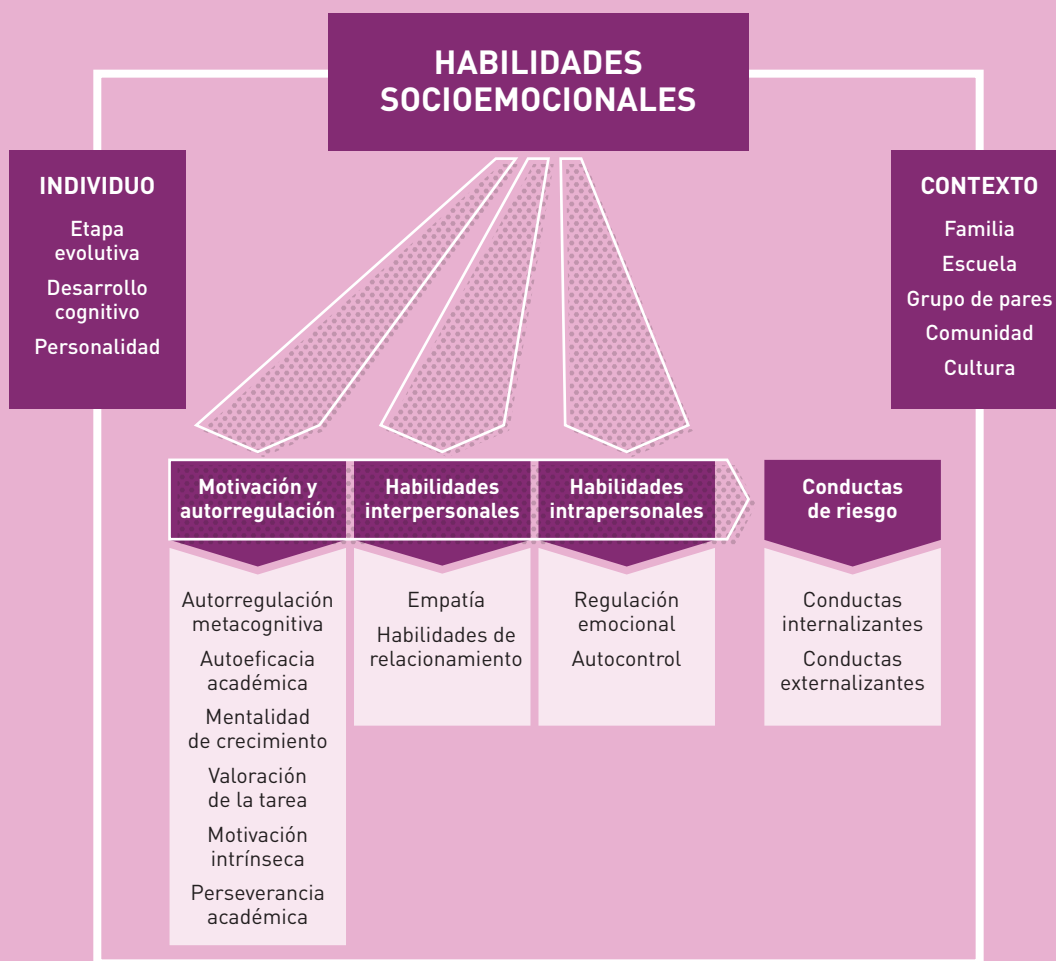 HABILIDADES
SOCIOEMOCIONALES
INDIVIDUO
Etapa
evolutiva
Desarrollo
cognitivo
Personalidad
CONTEXTO
Familia
Escuela
Grupo de pares
Comunidad
Cultura
Motivación y
autorregulación
Autorregulación
metacognitiva
Autoeficacia
académica
Mentalidad
de crecimiento
Valoración
de la tarea
Motivación
intrínseca
Perseverancia
académica
Habilidades
interpersonales
Empatía
Habilidades de
relacionamiento
Habilidades
intrapersonales
Regulación
emocional
Autocontrol
Conductas
de riesgo
Conductas
internalizantes
Conductas
externalizantes